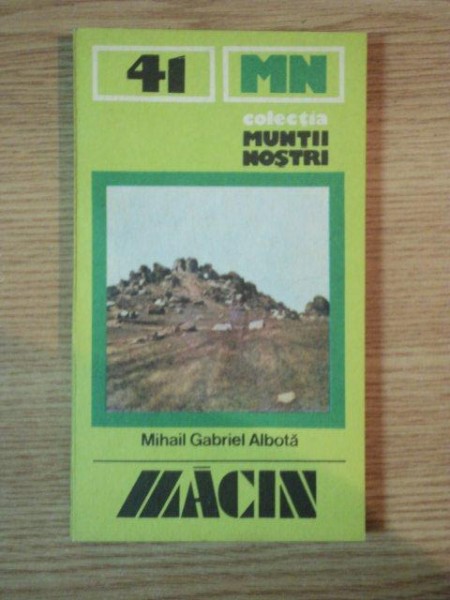 41 MN
colecția
MUNȚII
NOȘTRI
Mihail Gabriel Albotă
MĂCIN